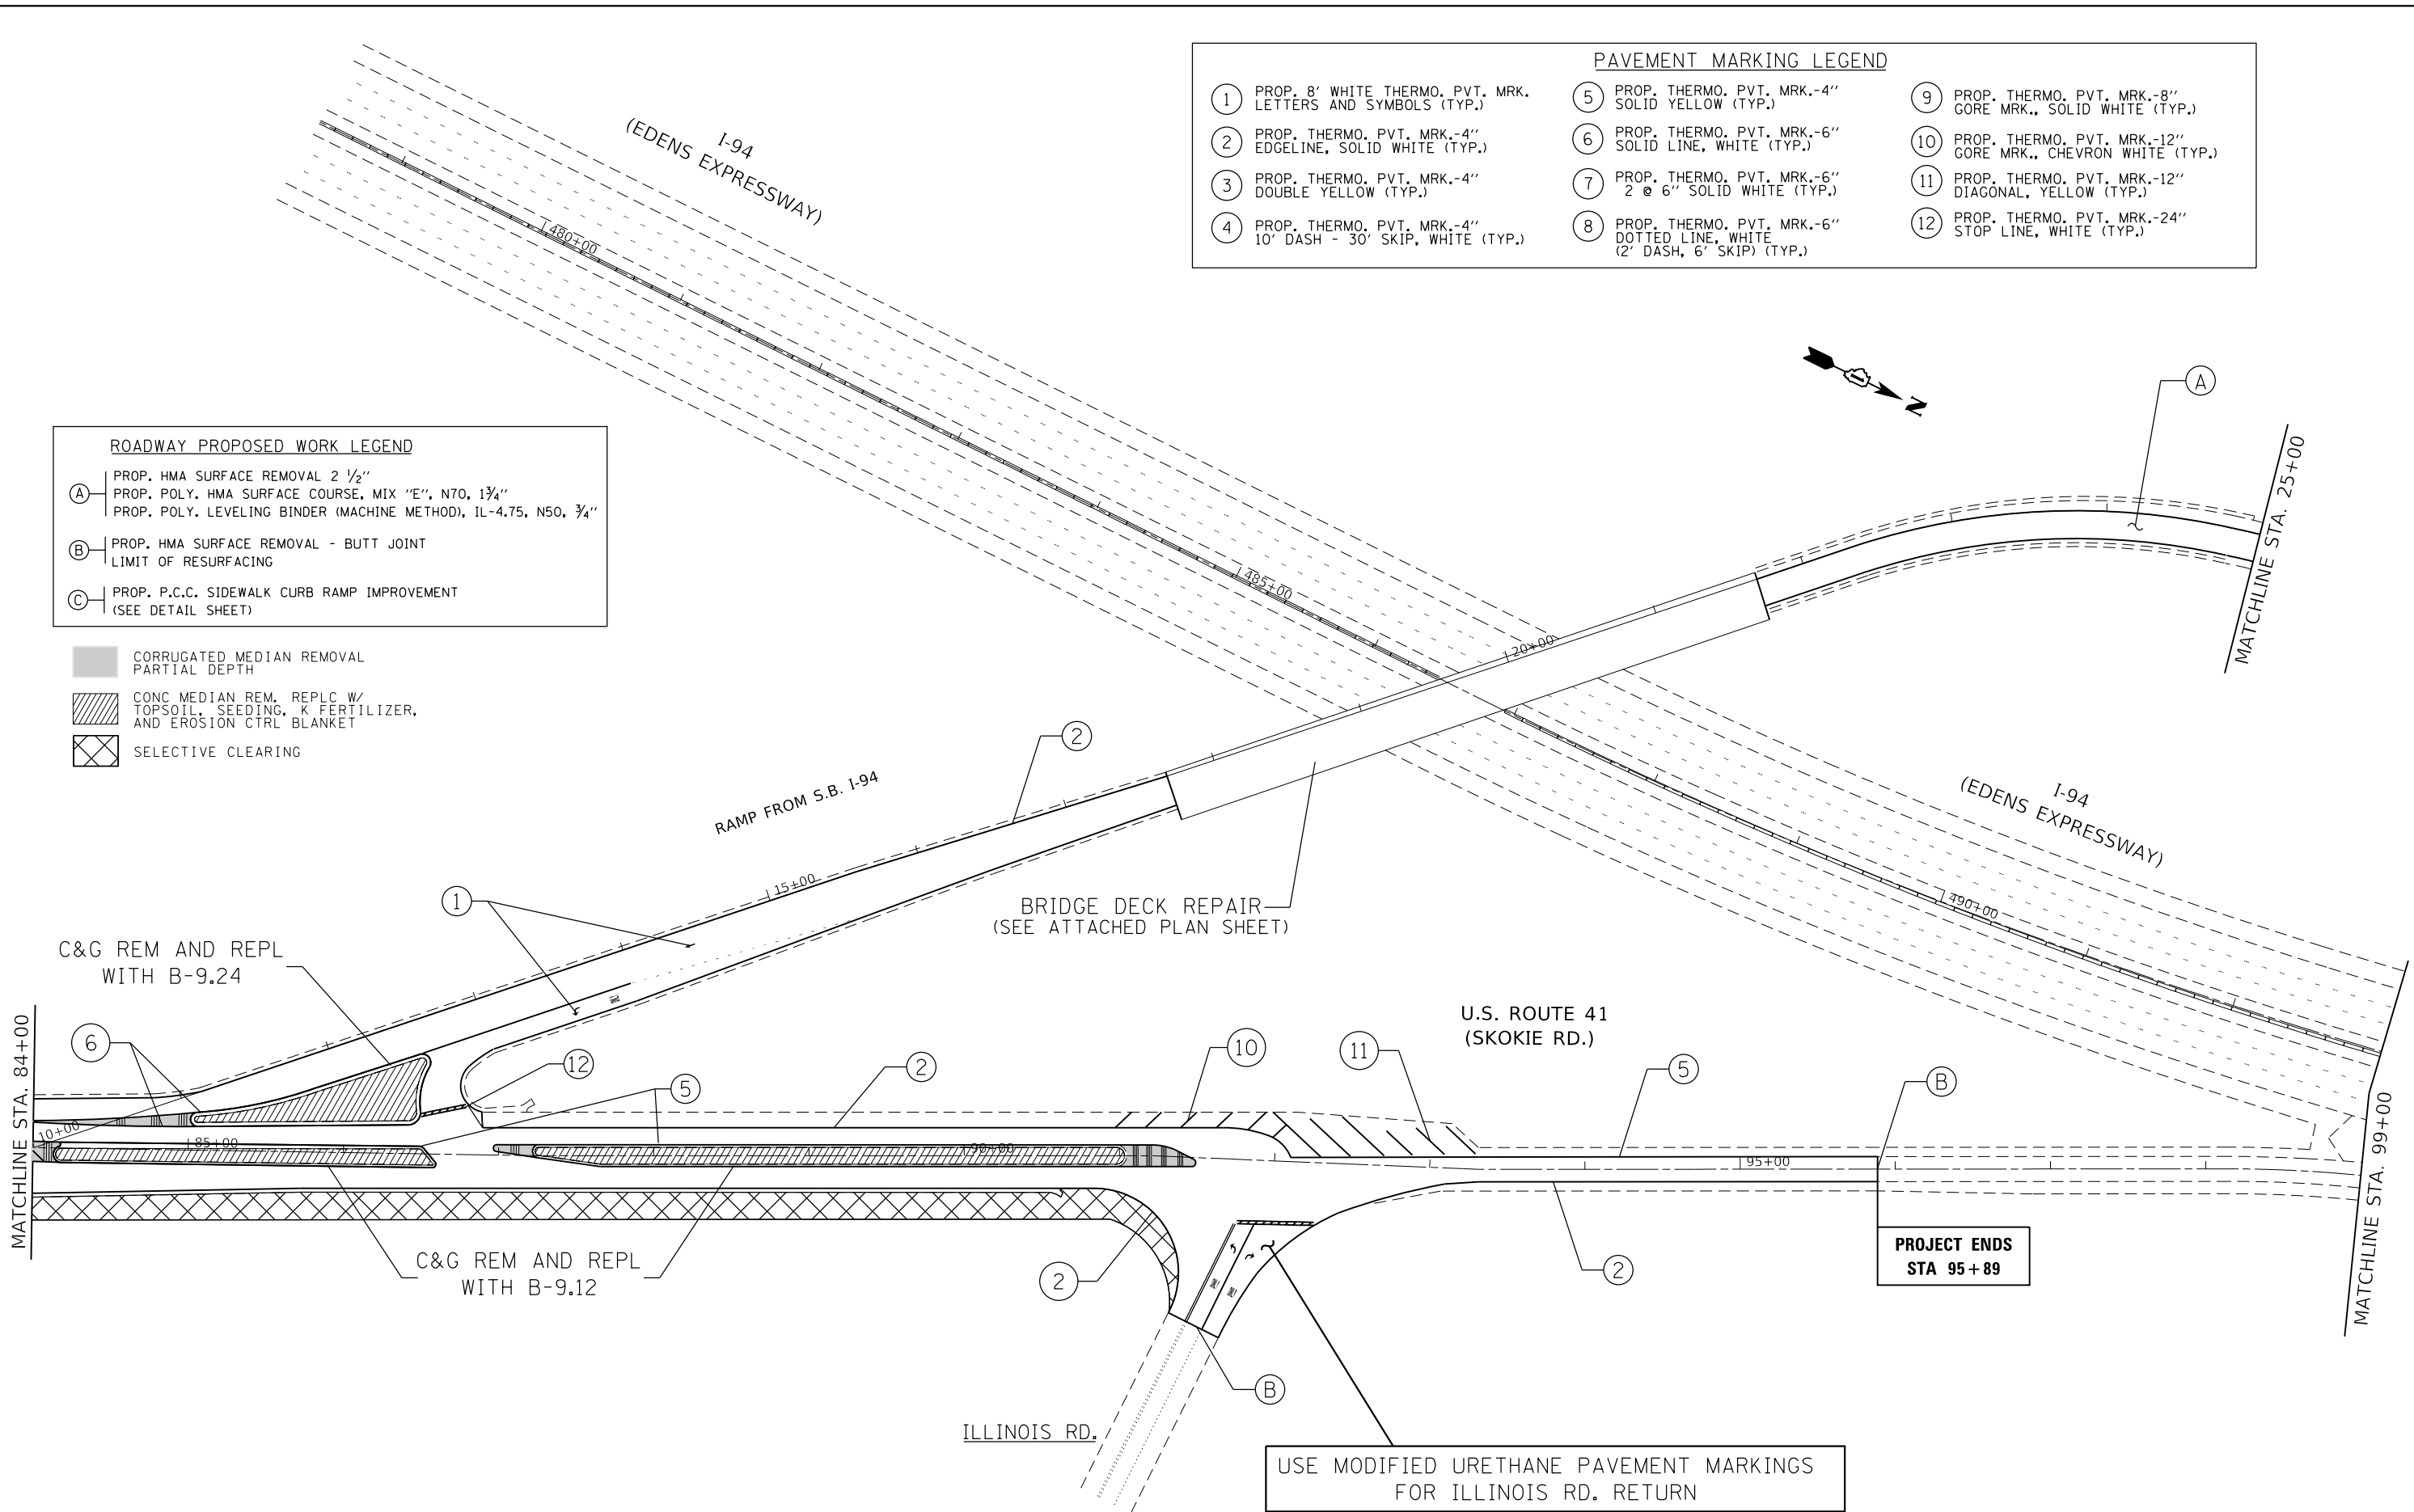 PAVEMENT MARKING LEGEND
1 PROP. 8' WHITE THERMO. PVT. MRK.
LETTERS AND SYMBOLS (TYP.)
2 PROP. THERMO. PVT. MRK.-4''
EDGELINE, SOLID WHITE (TYP.)
3 PROP. THERMO. PVT. MRK.-4''
DOUBLE YELLOW (TYP.)
4 PROP. THERMO. PVT. MRK.-4''
10' DASH - 30' SKIP, WHITE (TYP.)
5 PROP. THERMO. PVT. MRK.-4''
SOLID YELLOW (TYP.)
6 PROP. THERMO. PVT. MRK.-6''
SOLID LINE, WHITE (TYP.)
7 PROP. THERMO. PVT. MRK.-6''
2 @ 6'' SOLID WHITE (TYP.)
8 PROP. THERMO. PVT. MRK.-6''
DOTTED LINE, WHITE
(2' DASH, 6' SKIP) (TYP.)
9 PROP. THERMO. PVT. MRK.-8''
GORE MRK., SOLID WHITE (TYP.)
10 PROP. THERMO. PVT. MRK.-12''
GORE MRK., CHEVRON WHITE (TYP.)
11 PROP. THERMO. PVT. MRK.-12''
DIAGONAL, YELLOW (TYP.)
12 PROP. THERMO. PVT. MRK.-24''
STOP LINE, WHITE (TYP.)
I-94
(EDENS EXPRESSWAY)
480+00
N
A
MATCHLINE STA. 25+00
ROADWAY PROPOSED WORK LEGEND
A
PROP. HMA SURFACE REMOVAL 2 ½''
PROP. POLY. HMA SURFACE COURSE, MIX "E", N70, 1¾''
PROP. POLY. LEVELING BINDER (MACHINE METHOD), IL-4.75, N50, ¾''
B
PROP. HMA SURFACE REMOVAL - BUTT JOINT
LIMIT OF RESURFACING
C
PROP. P.C.C. SIDEWALK CURB RAMP IMPROVEMENT
(SEE DETAIL SHEET)
CORRUGATED MEDIAN REMOVAL
PARTIAL DEPTH
CONC MEDIAN REM. REPLC W/
TOPSOIL, SEEDING, K FERTILIZER,
AND EROSION CTRL BLANKET
SELECTIVE CLEARING
485+00
20+00
2
RAMP FROM S.B. I-94
I-94
(EDENS EXPRESSWAY)
490+00
15+00
1
BRIDGE DECK REPAIR
(SEE ATTACHED PLAN SHEET)
C&G REM AND REPL
WITH B-9.24
U.S. ROUTE 41
(SKOKIE RD.)
MATCHLINE STA. 84+00
6
12
5
2
10
11
5
B
10+00
85+00
90+00
95+00
MATCHLINE STA. 99+00
C&G REM AND REPL
WITH B-9.12
2
2
PROJECT ENDS
STA 95+89
B
ILLINOIS RD.
USE MODIFIED URETHANE PAVEMENT MARKINGS
FOR ILLINOIS RD. RETURN